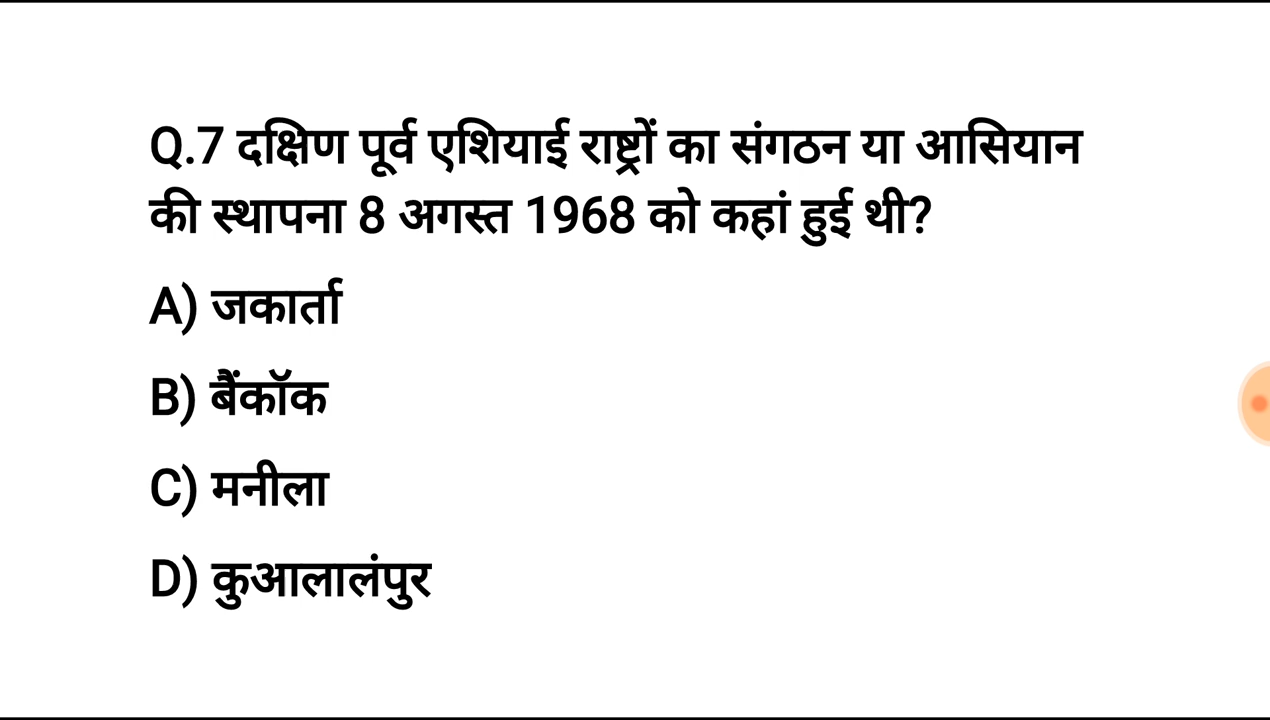 Q.7 दक्षिण पूर्व एशियाई राष्ट्रों का संगठन या आसियान
की स्थापना 8 अगस्त 1968 को कहां हुई थी?
A) जकार्ता
B) बैंकॉक
C) मनीला
D) कुआलालंपुर